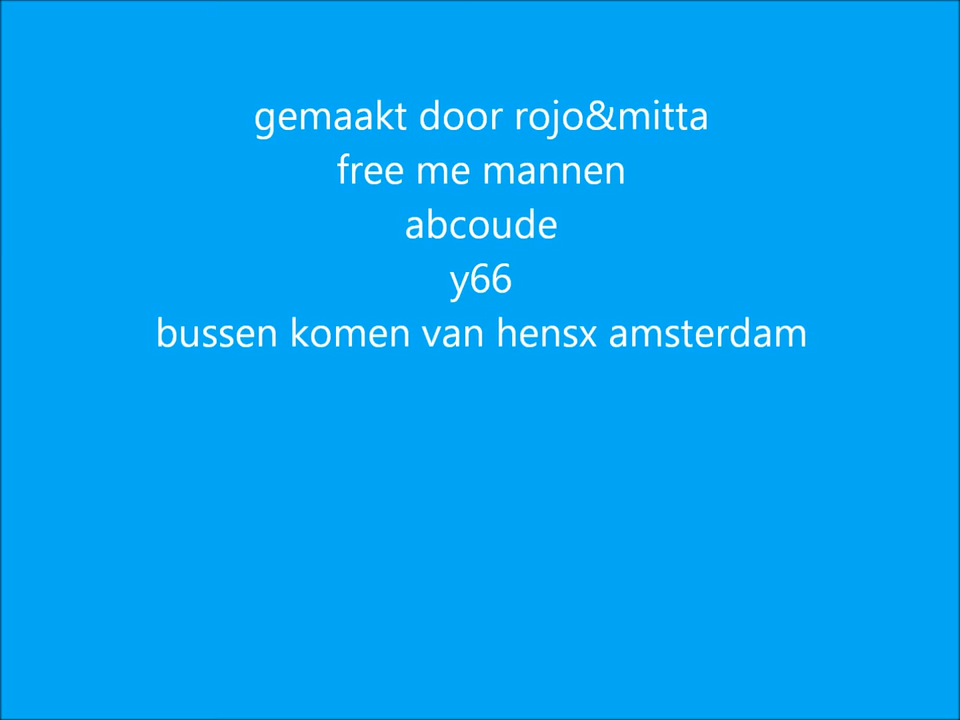 gemaakt door rojo&mitta
free me mannen
abcoude
y66
bussen komen van hensx amsterdam